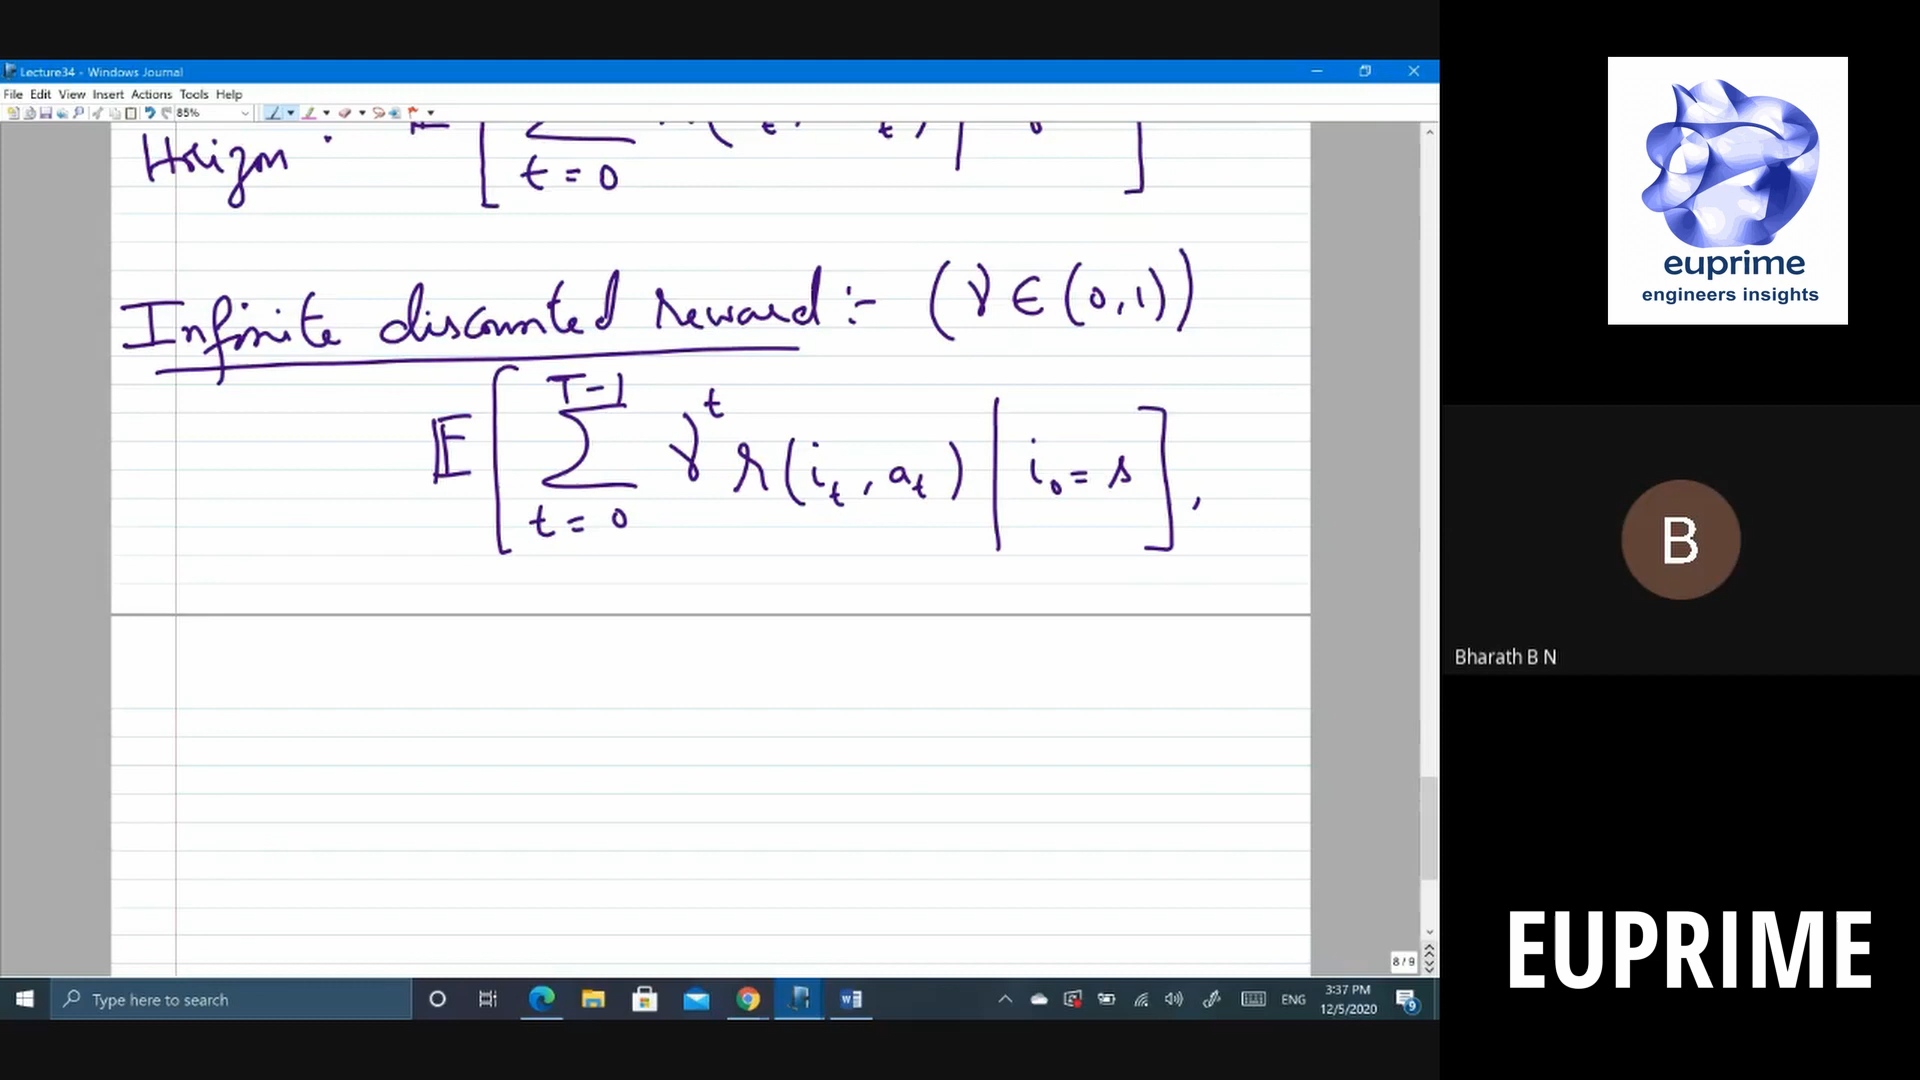 Lecture34 - Windows Journal
File Edit View Insert Actions Tools Help
85%
Horizon :
t = 0
Infinite discounted reward :- (γ ∈ (0,1))
𝔼 [ ∑_{t=0}^{T-1} γ^t r(i_t, a_t) | i_0 = s ] ,
8 / 9
Type here to search
ENG
3:37 PM
12/5/2020
9
euprime
engineers insights
B
Bharath B N
EUPRIME